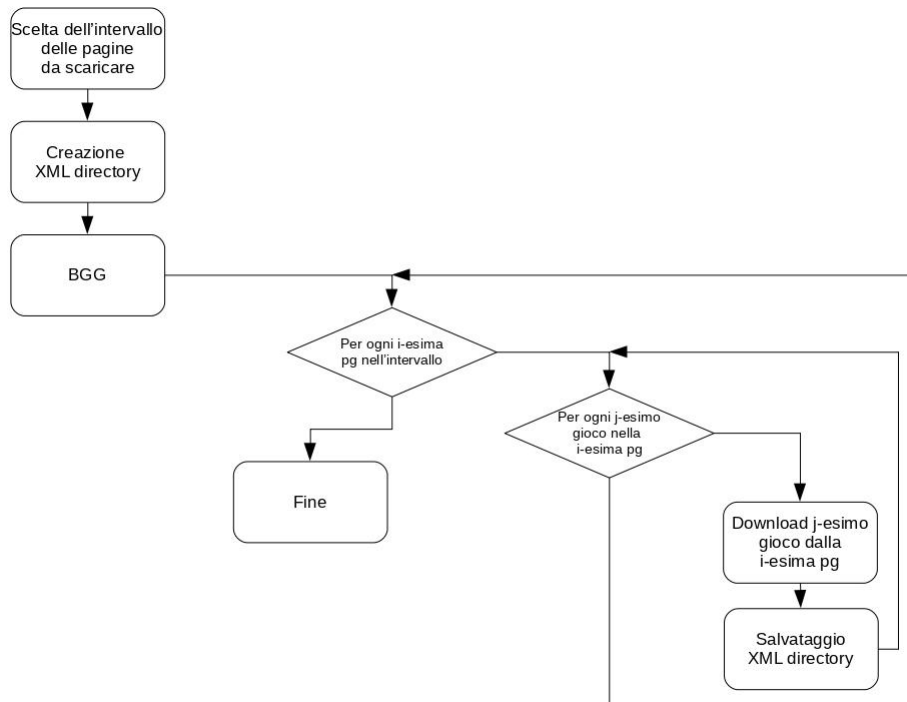 Scelta dell'intervallo
delle pagine
da scaricare
Creazione
XML directory
BGG
Per ogni i-esima
pg nell'intervallo
Per ogni j-esimo
gioco nella
i-esima pg
Fine
Download j-esimo
gioco dalla
i-esima pg
Salvataggio
XML directory